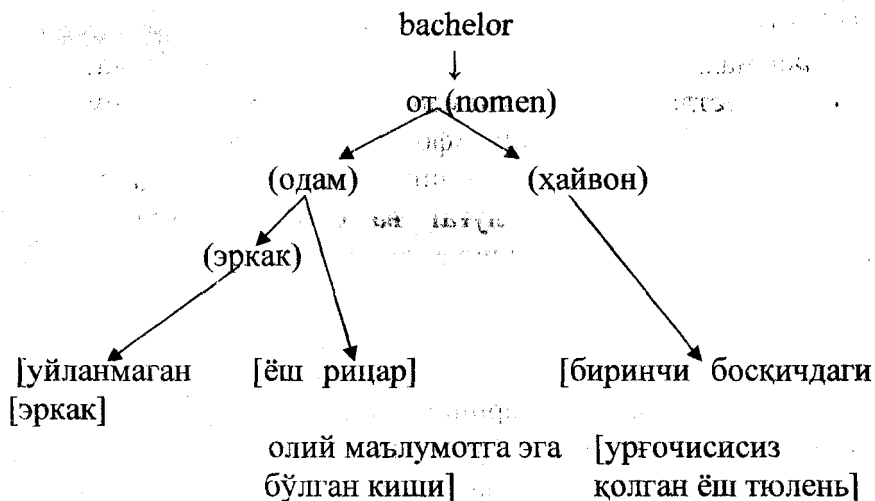 bachelor
от (nomen)
(одам) (ҳайвон)
(эркак)
[уйланмаган [ёш рицар] [биринчи босқичдаги
[эркак]
олий маълумотга эга [урғочисисиз
бўлган киши] қолган ёш тюлень]